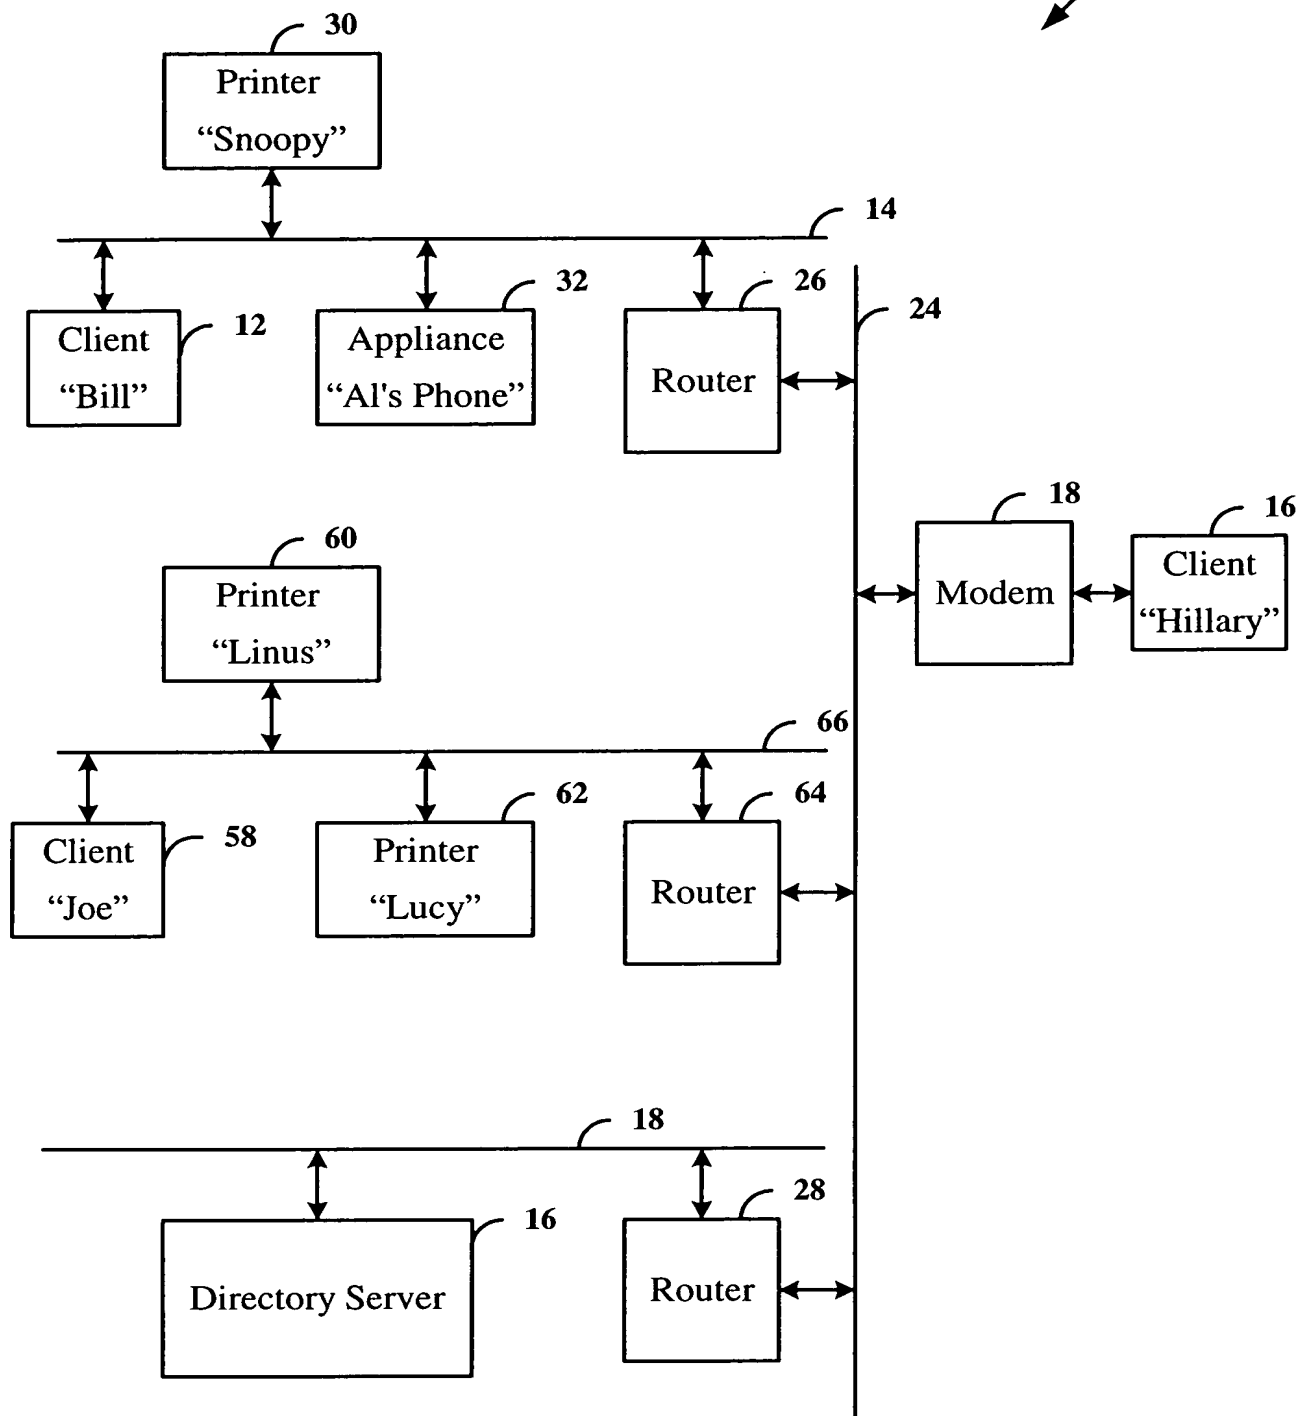 30
Printer
“Snoopy”
14
32
26
24
12
Client
“Bill”
Appliance
“Al's Phone”
Router
18
16
60
Client
“Hillary”
Modem
Printer
“Linus”
66
62
64
58
Client
“Joe”
Printer
“Lucy”
Router
18
28
16
Directory Server
Router